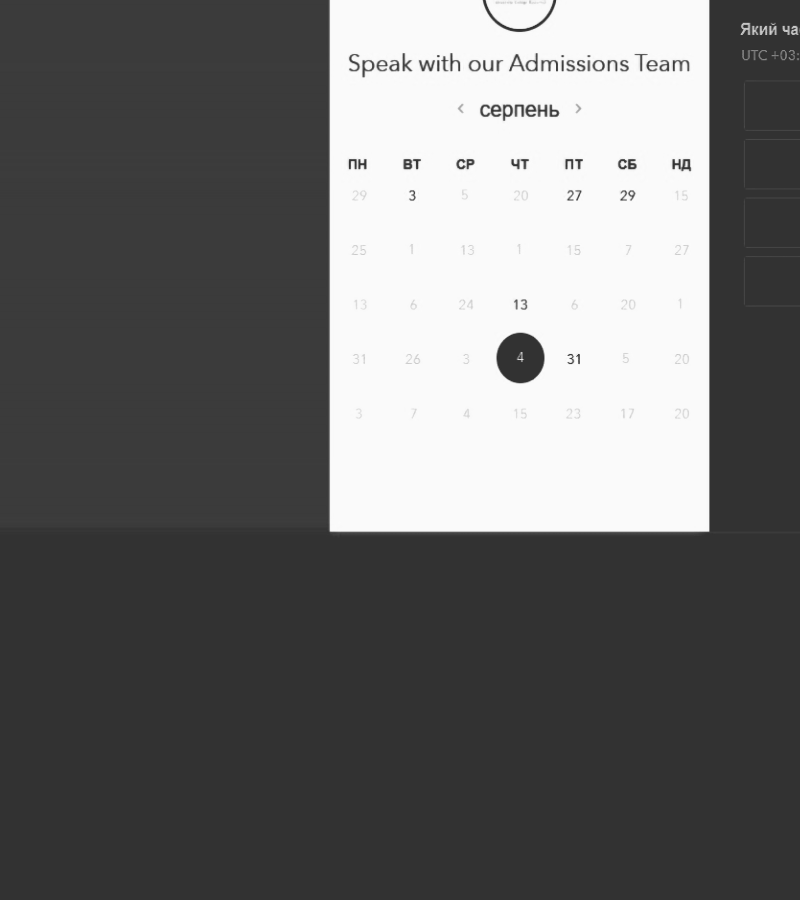 Speak with our Admissions Team
Який ча
UTC +03:
‹ серпень ›
ПН ВТ СР ЧТ ПТ СБ НД
29 3 5 20 27 29 15
25 1 13 1 15 7 27
13 6 24 13 6 20 1
31 26 3 4 31 5 20
3 7 4 15 23 17 20